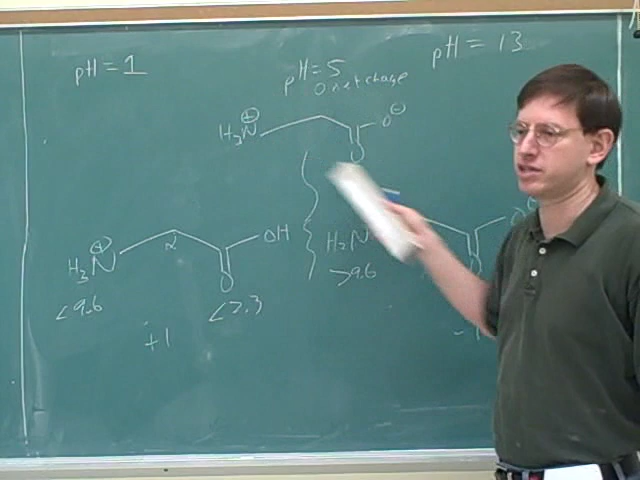 pH = 1
pH = 5
0 net charge
pH = 13
H₃N ⊕
O ⊖
O
H₃N ⊕
α
OH
O
<9.6
<2.3
+1
H₂N
>9.6
O
O
-1